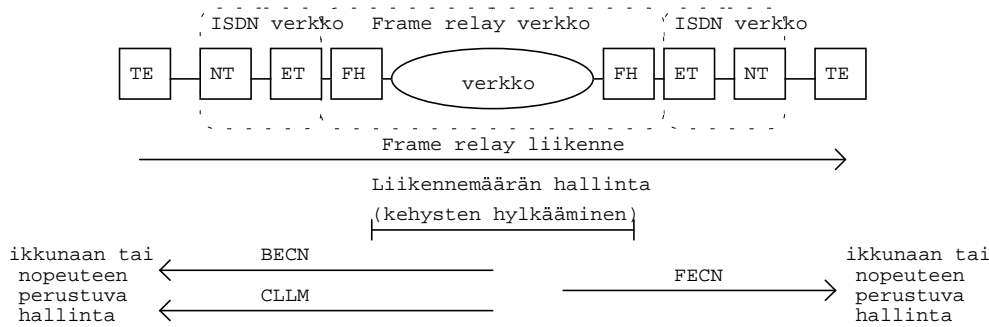 ISDN verkko Frame relay verkko ISDN verkko
TE NT ET FH verkko FH ET NT TE
Frame relay liikenne
Liikennemäärän hallinta
(kehysten hylkääminen)
ikkunaan tai BECN ikkunaan tai
nopeuteen FECN nopeuteen
perustuva CLLM perustuva
hallinta hallinta